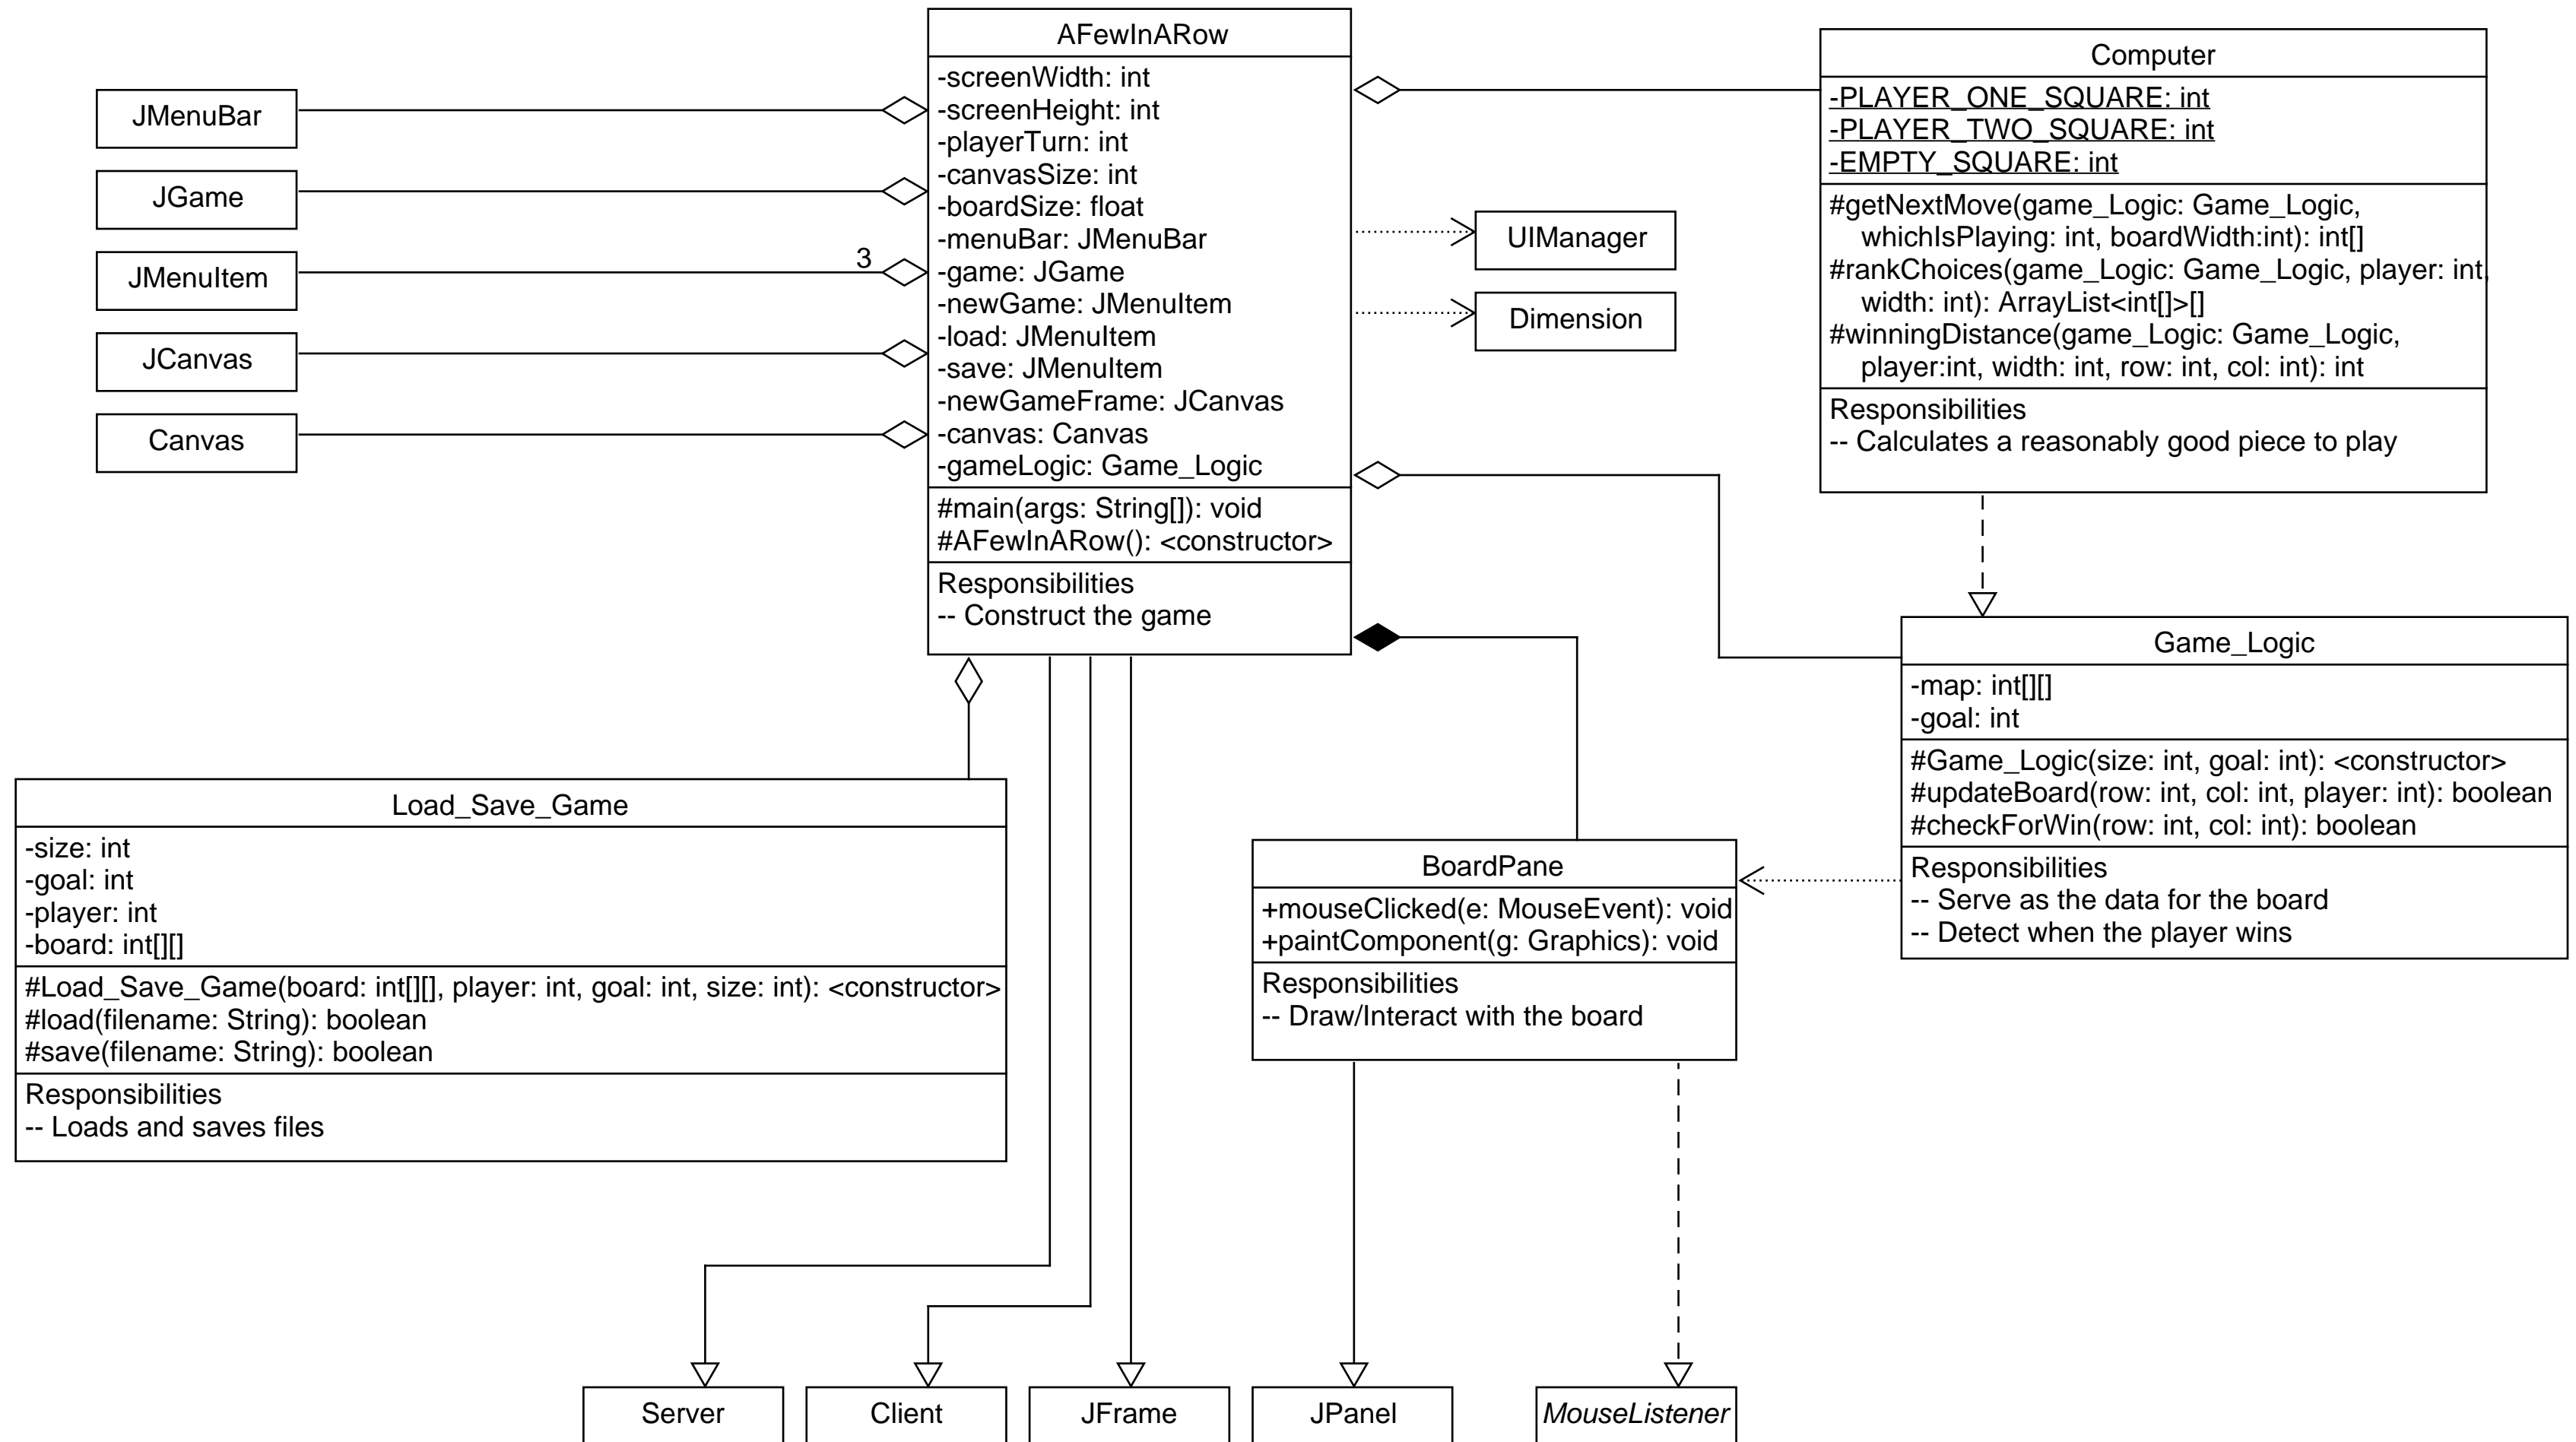 AFewInARow
-screenWidth: int
-screenHeight: int
-playerTurn: int
-canvasSize: int
-boardSize: float
-menuBar: JMenuBar
-game: JGame
-newGame: JMenuItem
-load: JMenuItem
-save: JMenuItem
-newGameFrame: JCanvas
-canvas: Canvas
-gameLogic: Game_Logic
#main(args: String[]): void
#AFewInARow(): <constructor>
Responsibilities
-- Construct the game
JMenuBar
JGame
JMenuItem
3
JCanvas
Canvas
UIManager
Dimension
Computer
-PLAYER_ONE_SQUARE: int
-PLAYER_TWO_SQUARE: int
-EMPTY_SQUARE: int
#getNextMove(game_Logic: Game_Logic,
whichIsPlaying: int, boardWidth:int): int[]
#rankChoices(game_Logic: Game_Logic, player: int,
width: int): ArrayList<int[]>[]
#winningDistance(game_Logic: Game_Logic,
player:int, width: int, row: int, col: int): int
Responsibilities
-- Calculates a reasonably good piece to play
Game_Logic
-map: int[][]
-goal: int
#Game_Logic(size: int, goal: int): <constructor>
#updateBoard(row: int, col: int, player: int): boolean
#checkForWin(row: int, col: int): boolean
Responsibilities
-- Serve as the data for the board
-- Detect when the player wins
Load_Save_Game
-size: int
-goal: int
-player: int
-board: int[][]
#Load_Save_Game(board: int[][], player: int, goal: int, size: int): <constructor>
#load(filename: String): boolean
#save(filename: String): boolean
Responsibilities
-- Loads and saves files
BoardPane
+mouseClicked(e: MouseEvent): void
+paintComponent(g: Graphics): void
Responsibilities
-- Draw/Interact with the board
Server
Client
JFrame
JPanel
MouseListener